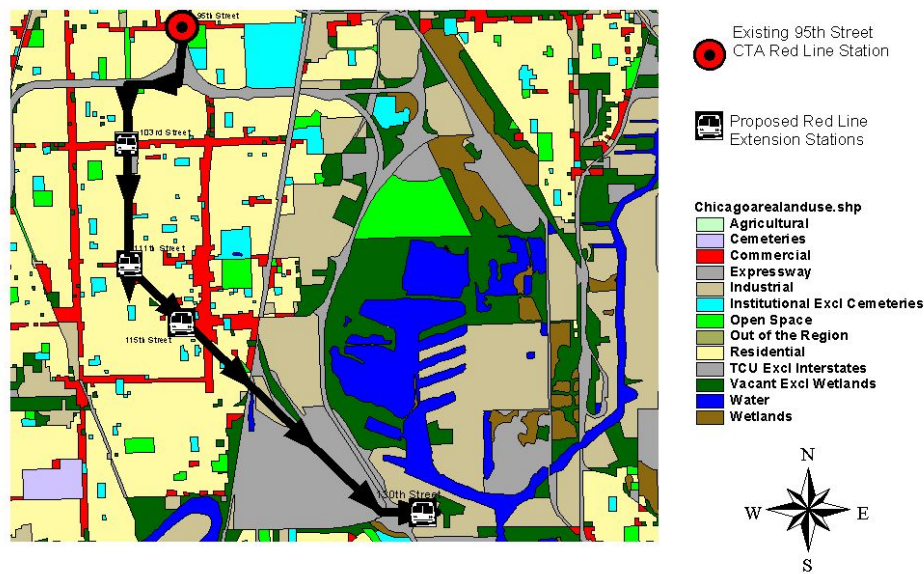 95th Street
103rd Street
111th Street
115th Street
130th Street
Existing 95th Street
CTA Red Line Station
Proposed Red Line
Extension Stations
Chicagoarealanduse.shp
Agricultural
Cemeteries
Commercial
Expressway
Industrial
Institutional Excl Cemeteries
Open Space
Out of the Region
Residential
TCU Excl Interstates
Vacant Excl Wetlands
Water
Wetlands
N
W E
S